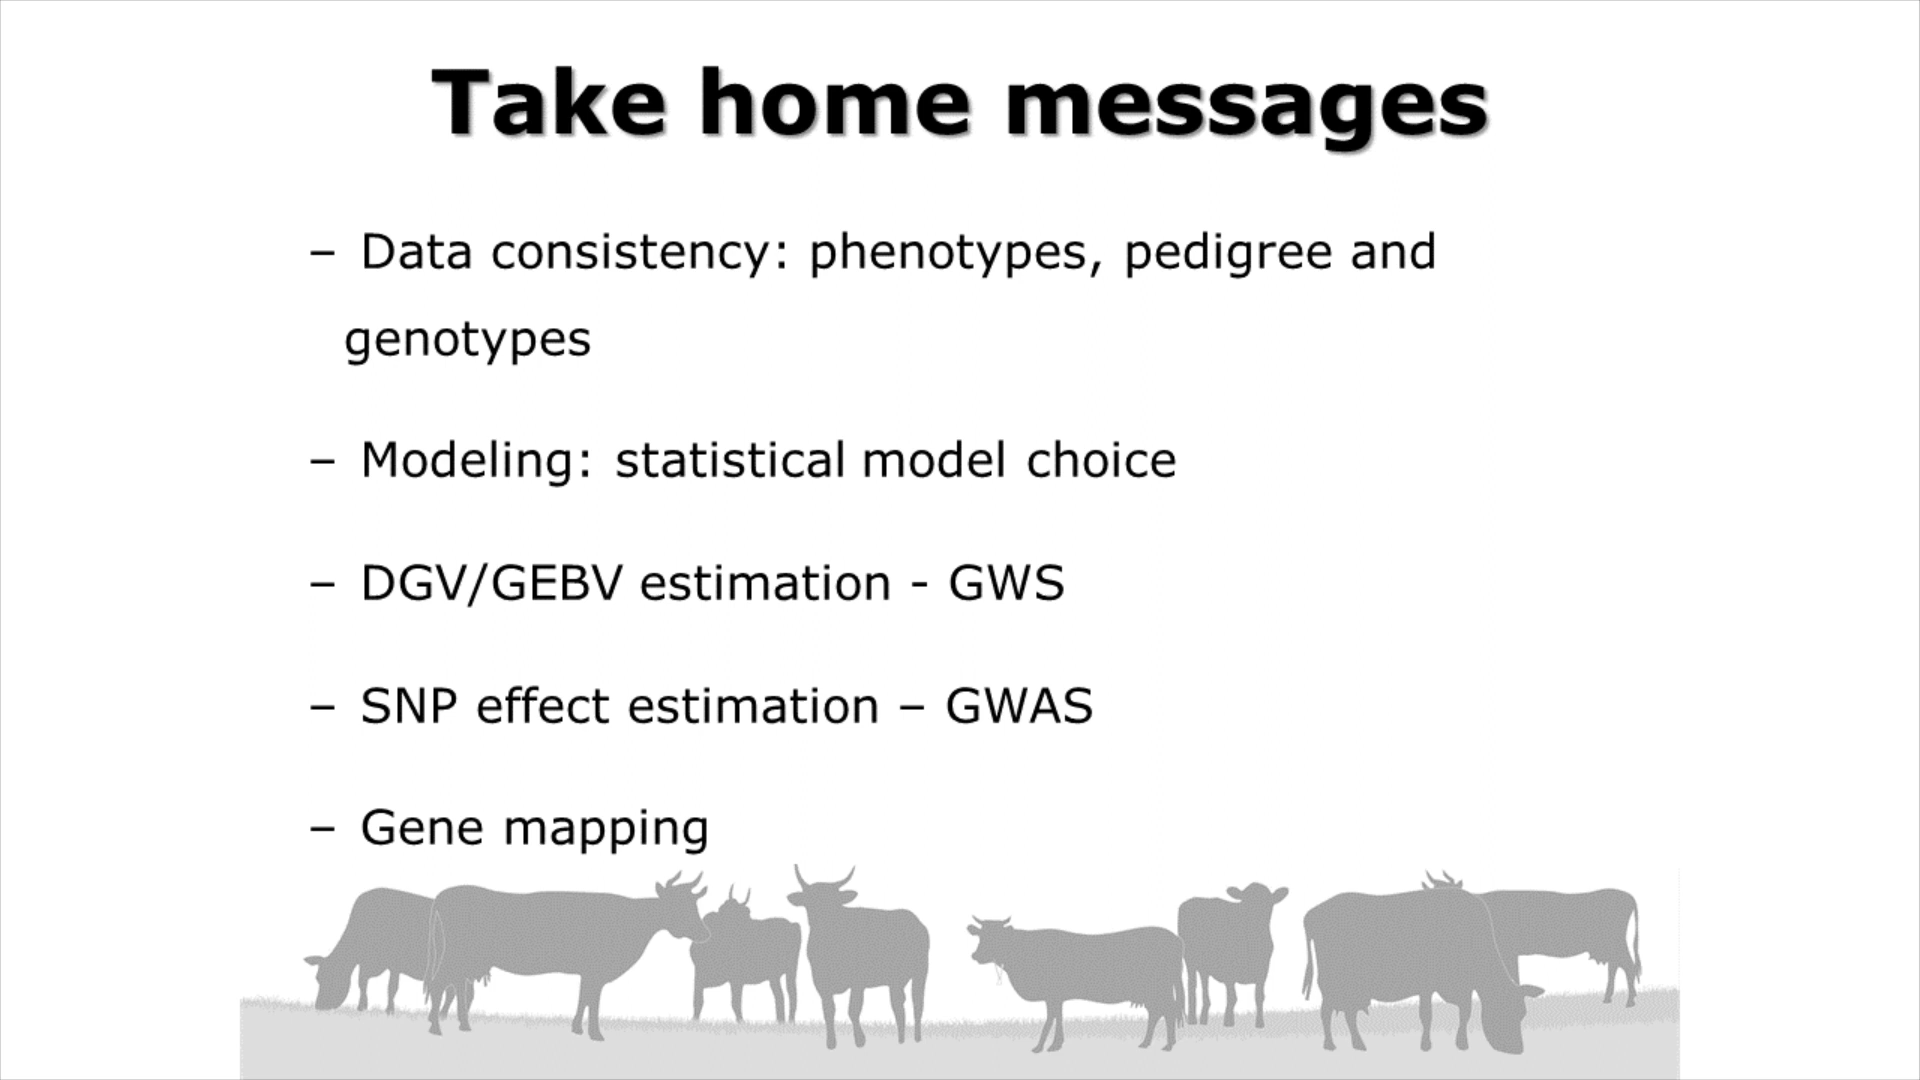 Take home messages
– Data consistency: phenotypes, pedigree and
genotypes
– Modeling: statistical model choice
– DGV/GEBV estimation - GWS
– SNP effect estimation – GWAS
– Gene mapping